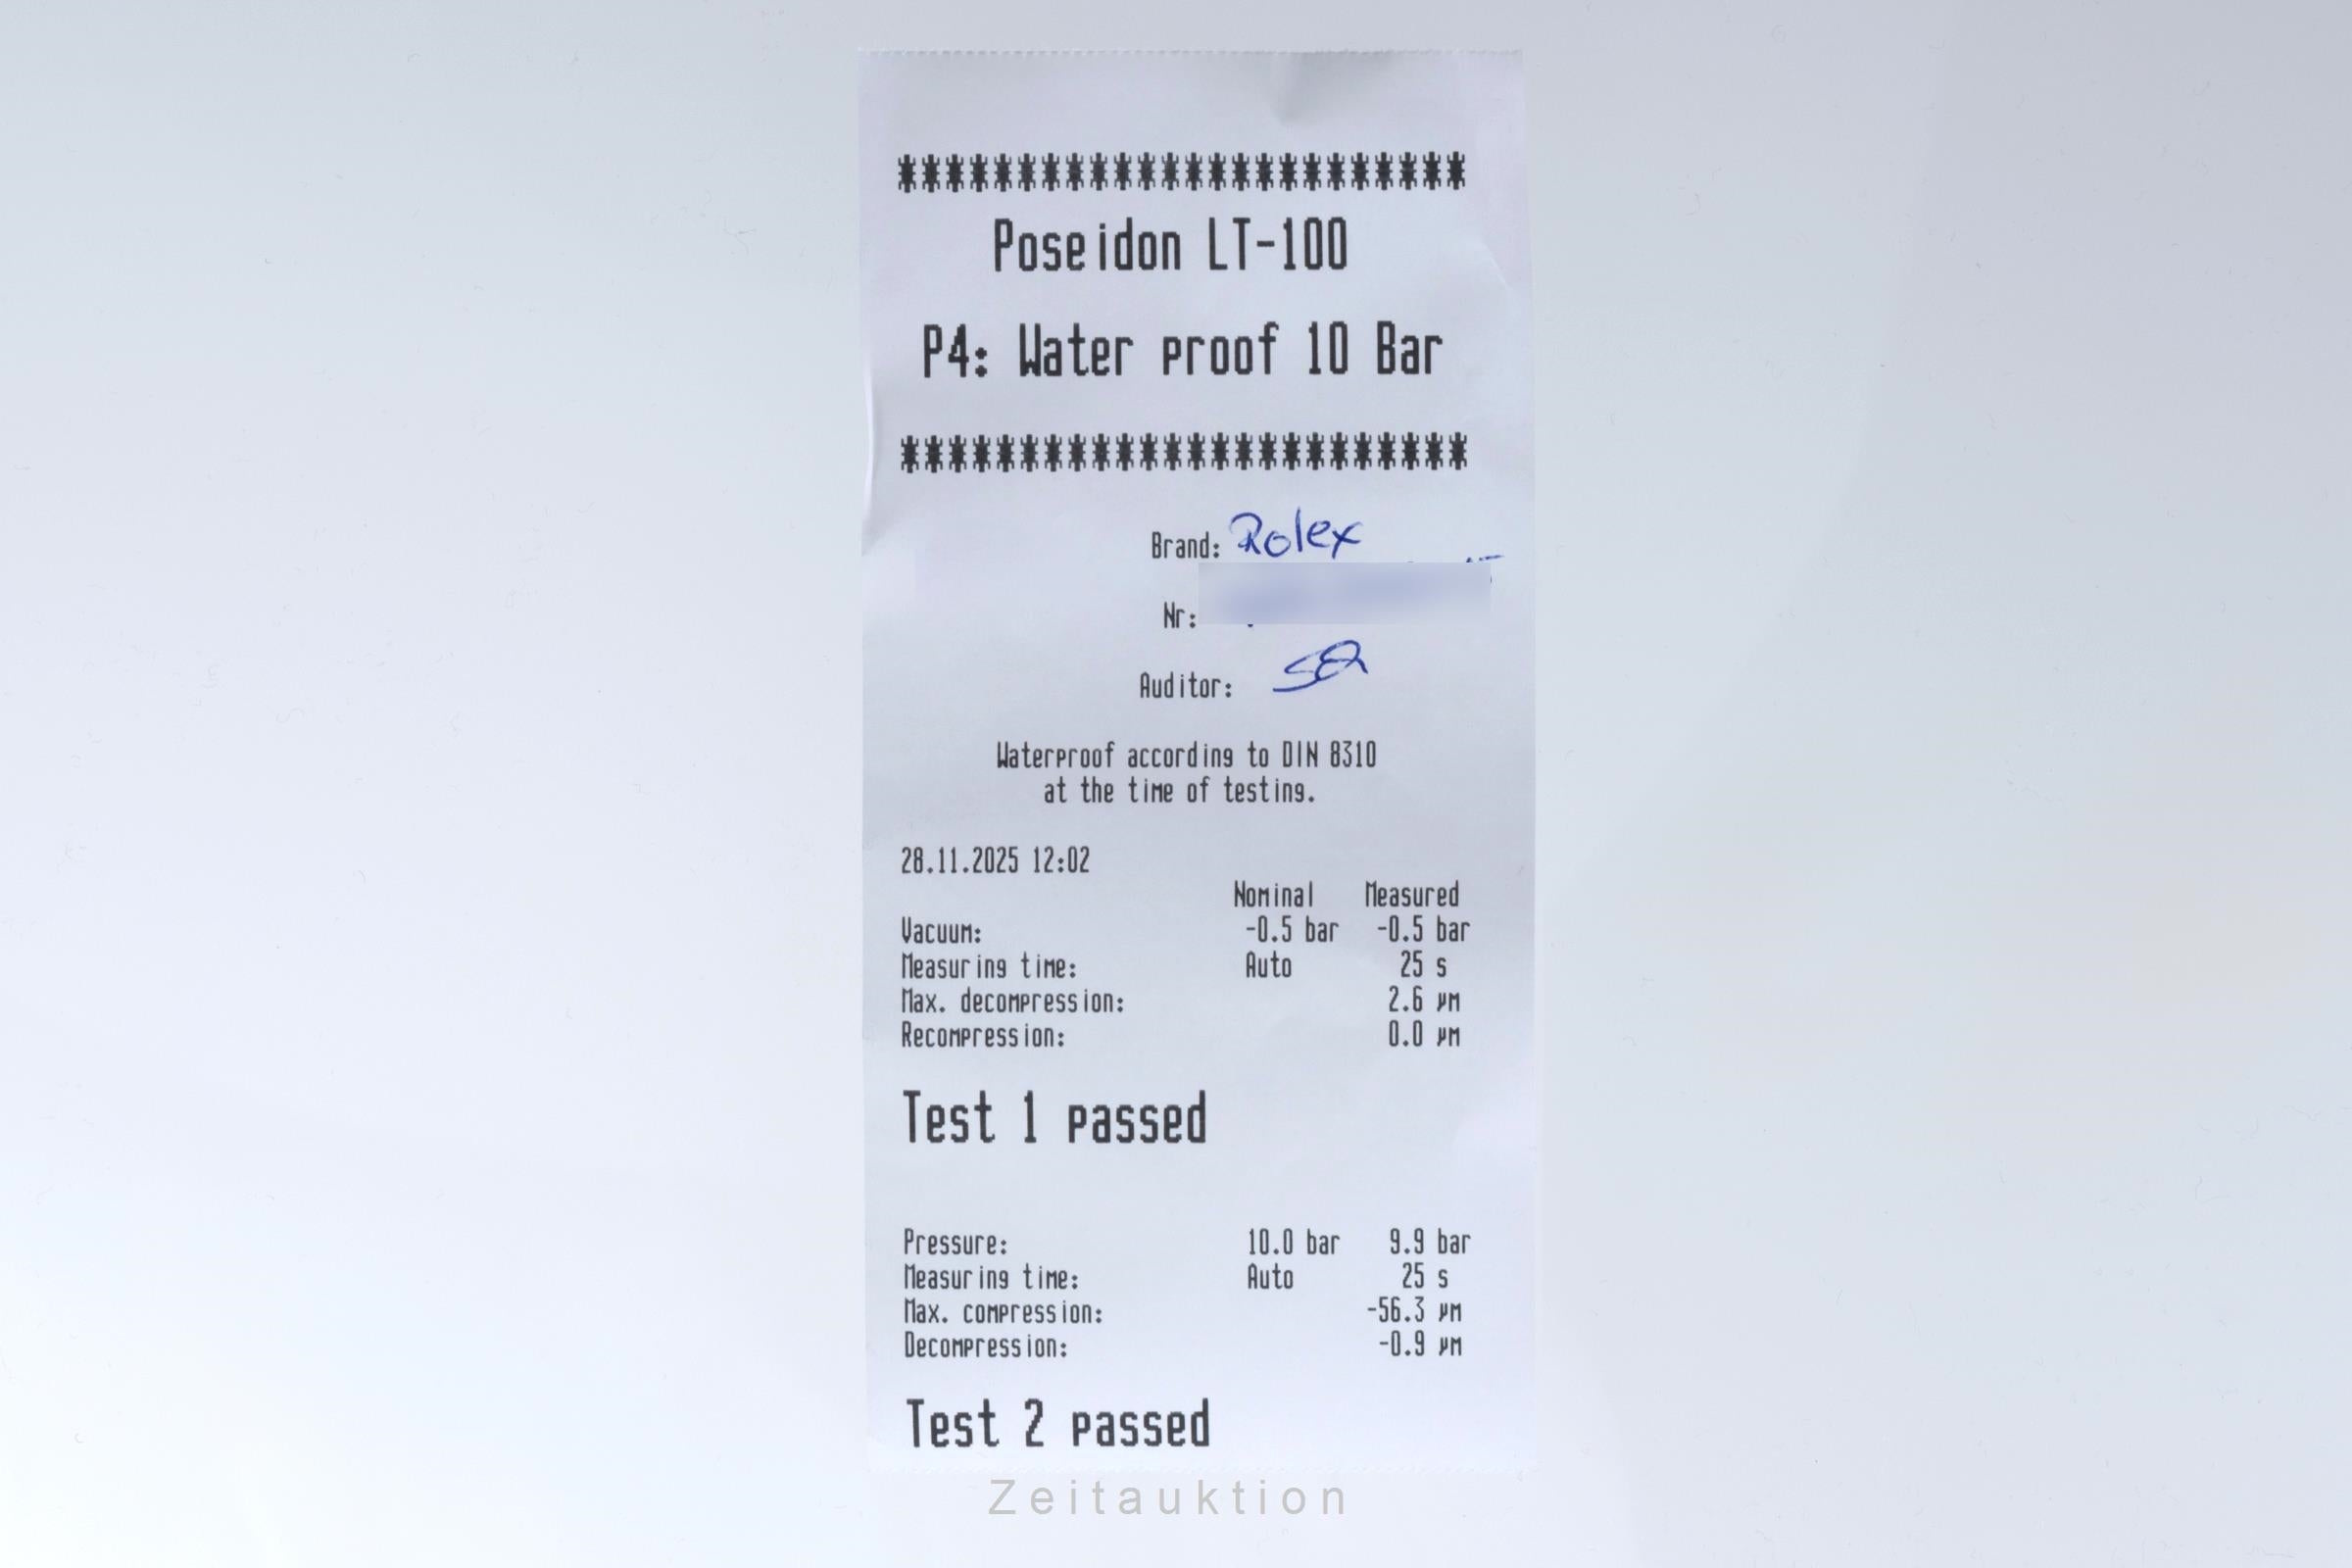 ************************
Poseidon LT-100
P4: Water proof 10 Bar
************************
Brand: Rolex
Nr:
Auditor:
Waterproof according to DIN 8310
at the time of testing.
28.11.2025 12:02
Nominal Measured
Vacuum: -0.5 bar -0.5 bar
Measuring time: Auto 25 s
Max. decompression: 2.6 µm
Recompression: 0.0 µm
Test 1 passed
Pressure: 10.0 bar 9.9 bar
Measuring time: Auto 25 s
Max. compression: -56.3 µm
Decompression: -0.9 µm
Test 2 passed
Zeitauktion